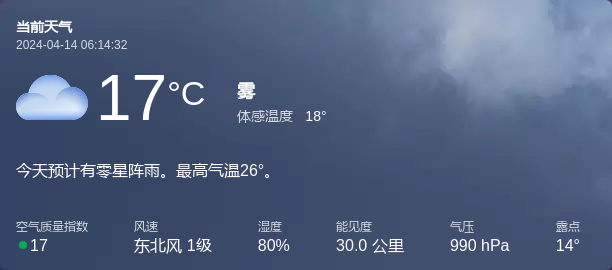 当前天气
2024-04-14 06:14:32
17°C
雾
体感温度 18°
今天预计有零星阵雨。最高气温26°。
空气质量指数 风速 湿度 能见度 气压 露点
17 东北风 1级 80% 30.0 公里 990 hPa 14°